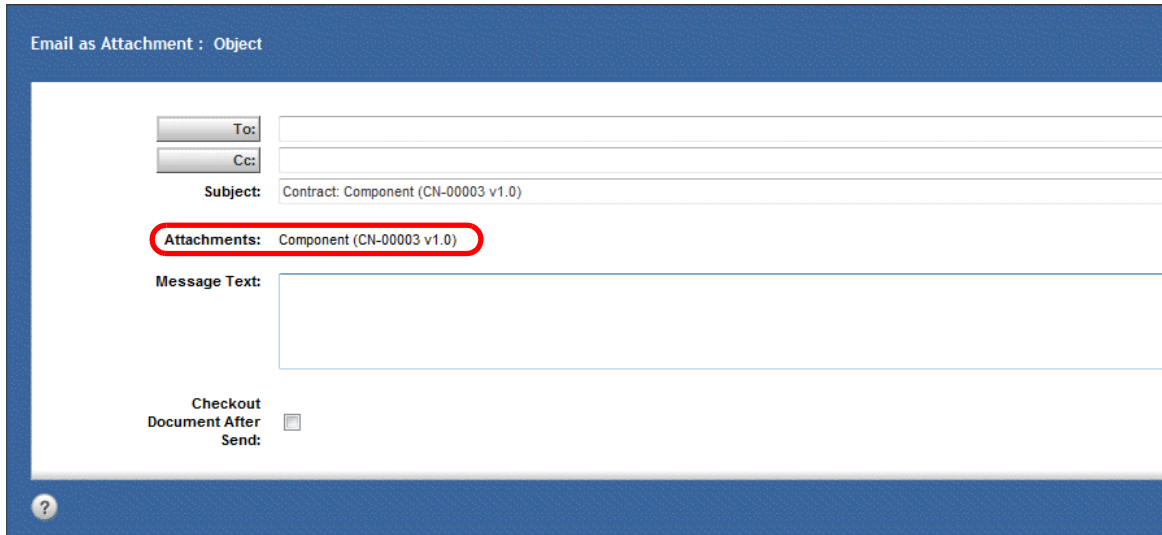 Email as Attachment : Object
To:
Cc:
Subject: Contract: Component (CN-00003 v1.0)
Attachments: Component (CN-00003 v1.0)
Message Text:
Checkout
Document After
Send:
?